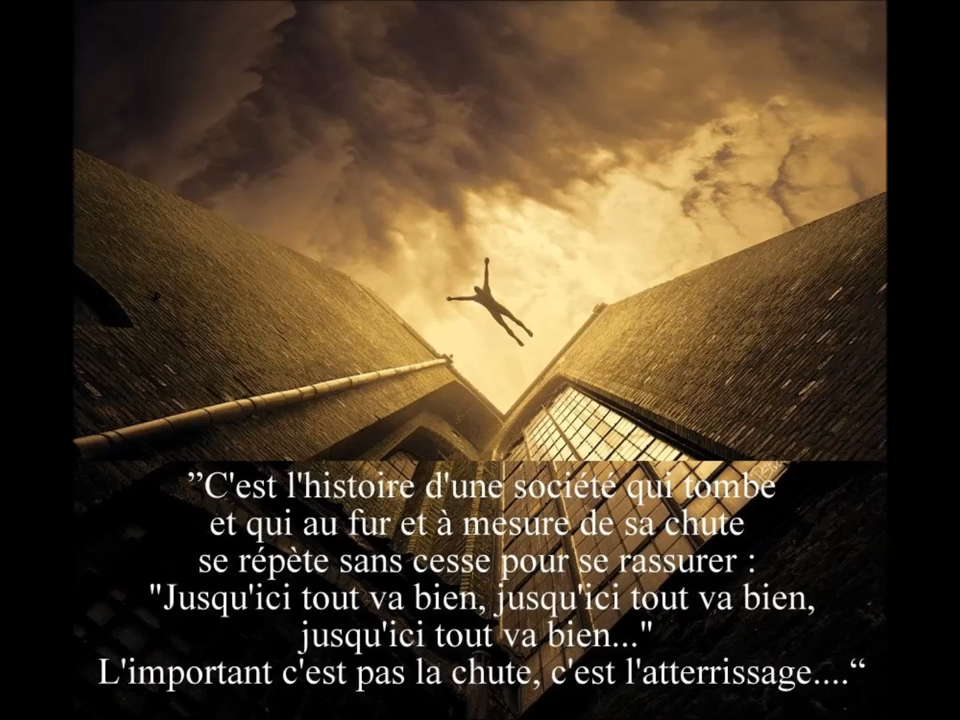 ”C'est l'histoire d'une société qui tombe
et qui au fur et à mesure de sa chute
se répète sans cesse pour se rassurer :
"Jusqu'ici tout va bien, jusqu'ici tout va bien,
jusqu'ici tout va bien..."
L'important c'est pas la chute, c'est l'atterrissage....“